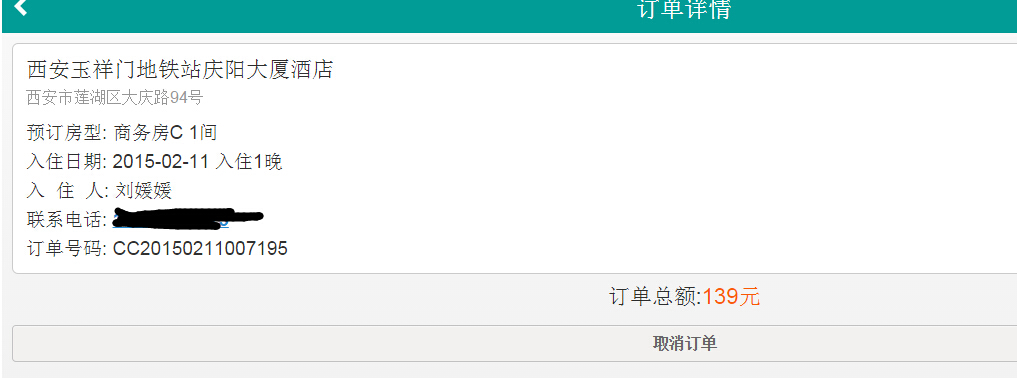 订单详情
西安玉祥门地铁站庆阳大厦酒店
西安市莲湖区大庆路94号
预订房型: 商务房C 1间
入住日期: 2015-02-11 入住1晚
入 住 人: 刘媛媛
联系电话:
订单号码: CC20150211007195
订单总额:139元
取消订单